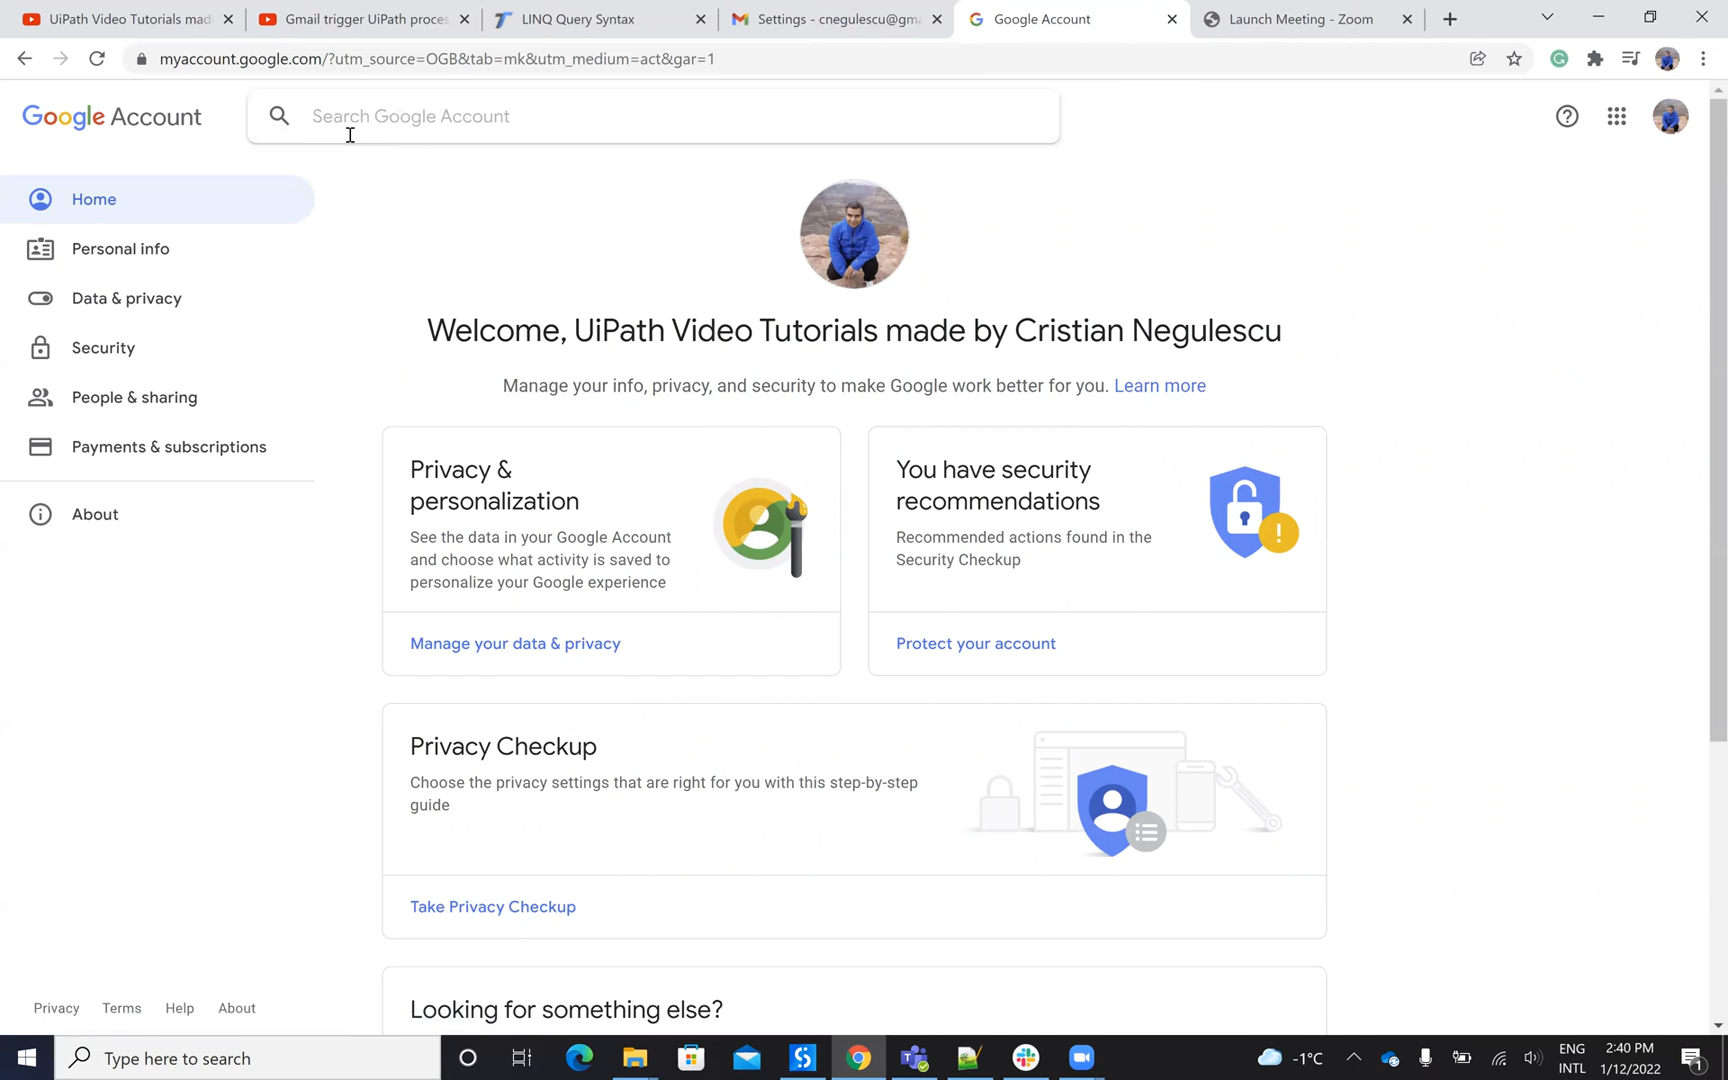 UiPath Video Tutorials mad
Gmail trigger UiPath proces
LINQ Query Syntax
Settings - cnegulescu@gma
Google Account
Launch Meeting - Zoom
myaccount.google.com/?utm_source=OGB&tab=mk&utm_medium=act&gar=1
Google Account
Search Google Account
Home
Personal info
Data & privacy
Security
People & sharing
Payments & subscriptions
About
Welcome, UiPath Video Tutorials made by Cristian Negulescu
Manage your info, privacy, and security to make Google work better for you. Learn more
Privacy &
personalization
See the data in your Google Account
and choose what activity is saved to
personalize your Google experience
Manage your data & privacy
You have security
recommendations
Recommended actions found in the
Security Checkup
Protect your account
Privacy Checkup
Choose the privacy settings that are right for you with this step-by-step
guide
Take Privacy Checkup
Looking for something else?
Privacy Terms Help About
Type here to search
-1°C
ENG
INTL
2:40 PM
1/12/2022
1